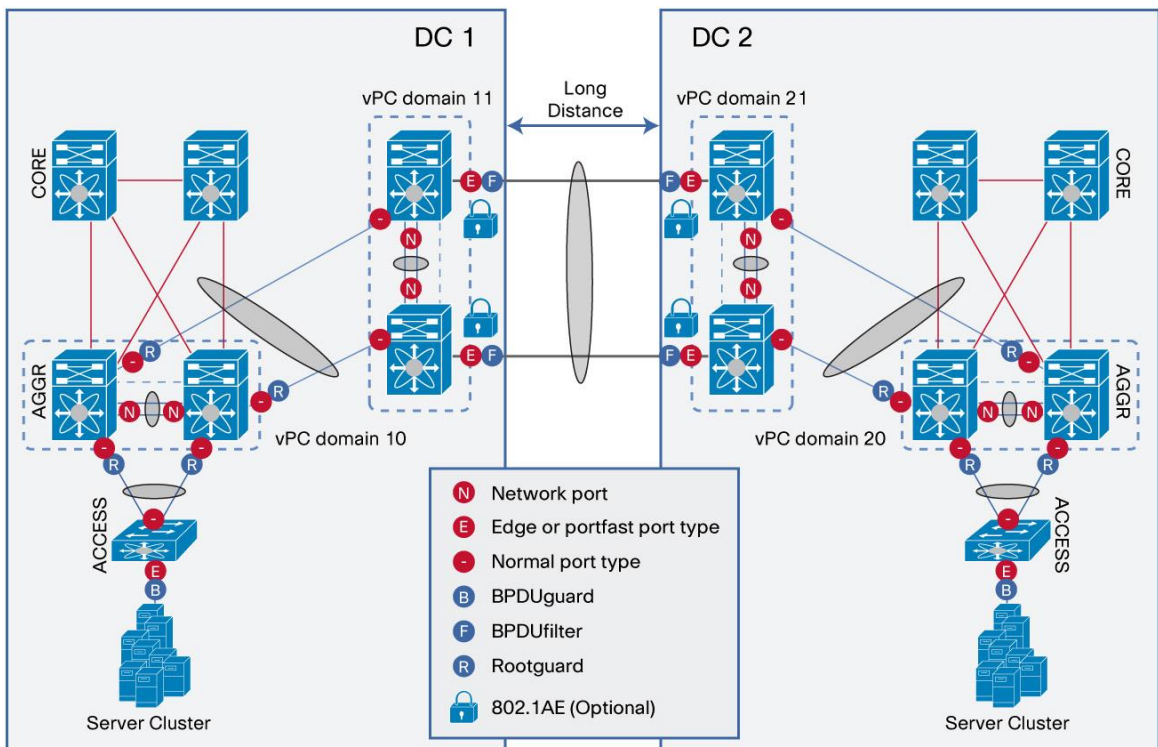 DC 1
DC 2
Long
Distance
vPC domain 11
vPC domain 21
CORE
CORE
E
F
F
E
-
-
N
N
N
N
-
-
E
F
F
E
R
-
R
-
AGGR
AGGR
-
R
R
-
N
N
N
N
vPC domain 10
vPC domain 20
-
-
-
-
R
R
R
R
ACCESS
ACCESS
-
-
E
E
B
B
Server Cluster
Server Cluster
N Network port
E Edge or portfast port type
- Normal port type
B BPDUguard
F BPDUfilter
R Rootguard
802.1AE (Optional)